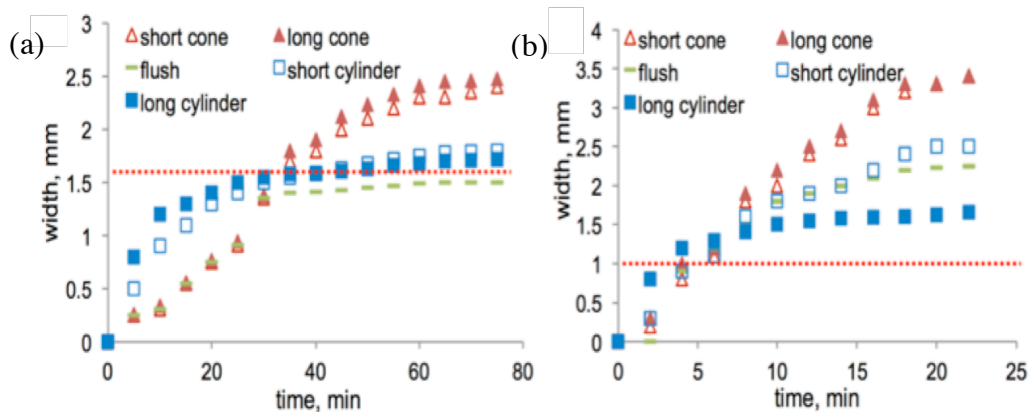 (a)
width, mm
3
2.5
2
1.5
1
0.5
0
short cone
long cone
flush
short cylinder
long cylinder
0
20
40
60
80
time, min
(b)
width, mm
4
3.5
3
2.5
2
1.5
1
0.5
0
short cone
long cone
flush
short cylinder
long cylinder
0
5
10
15
20
25
time, min